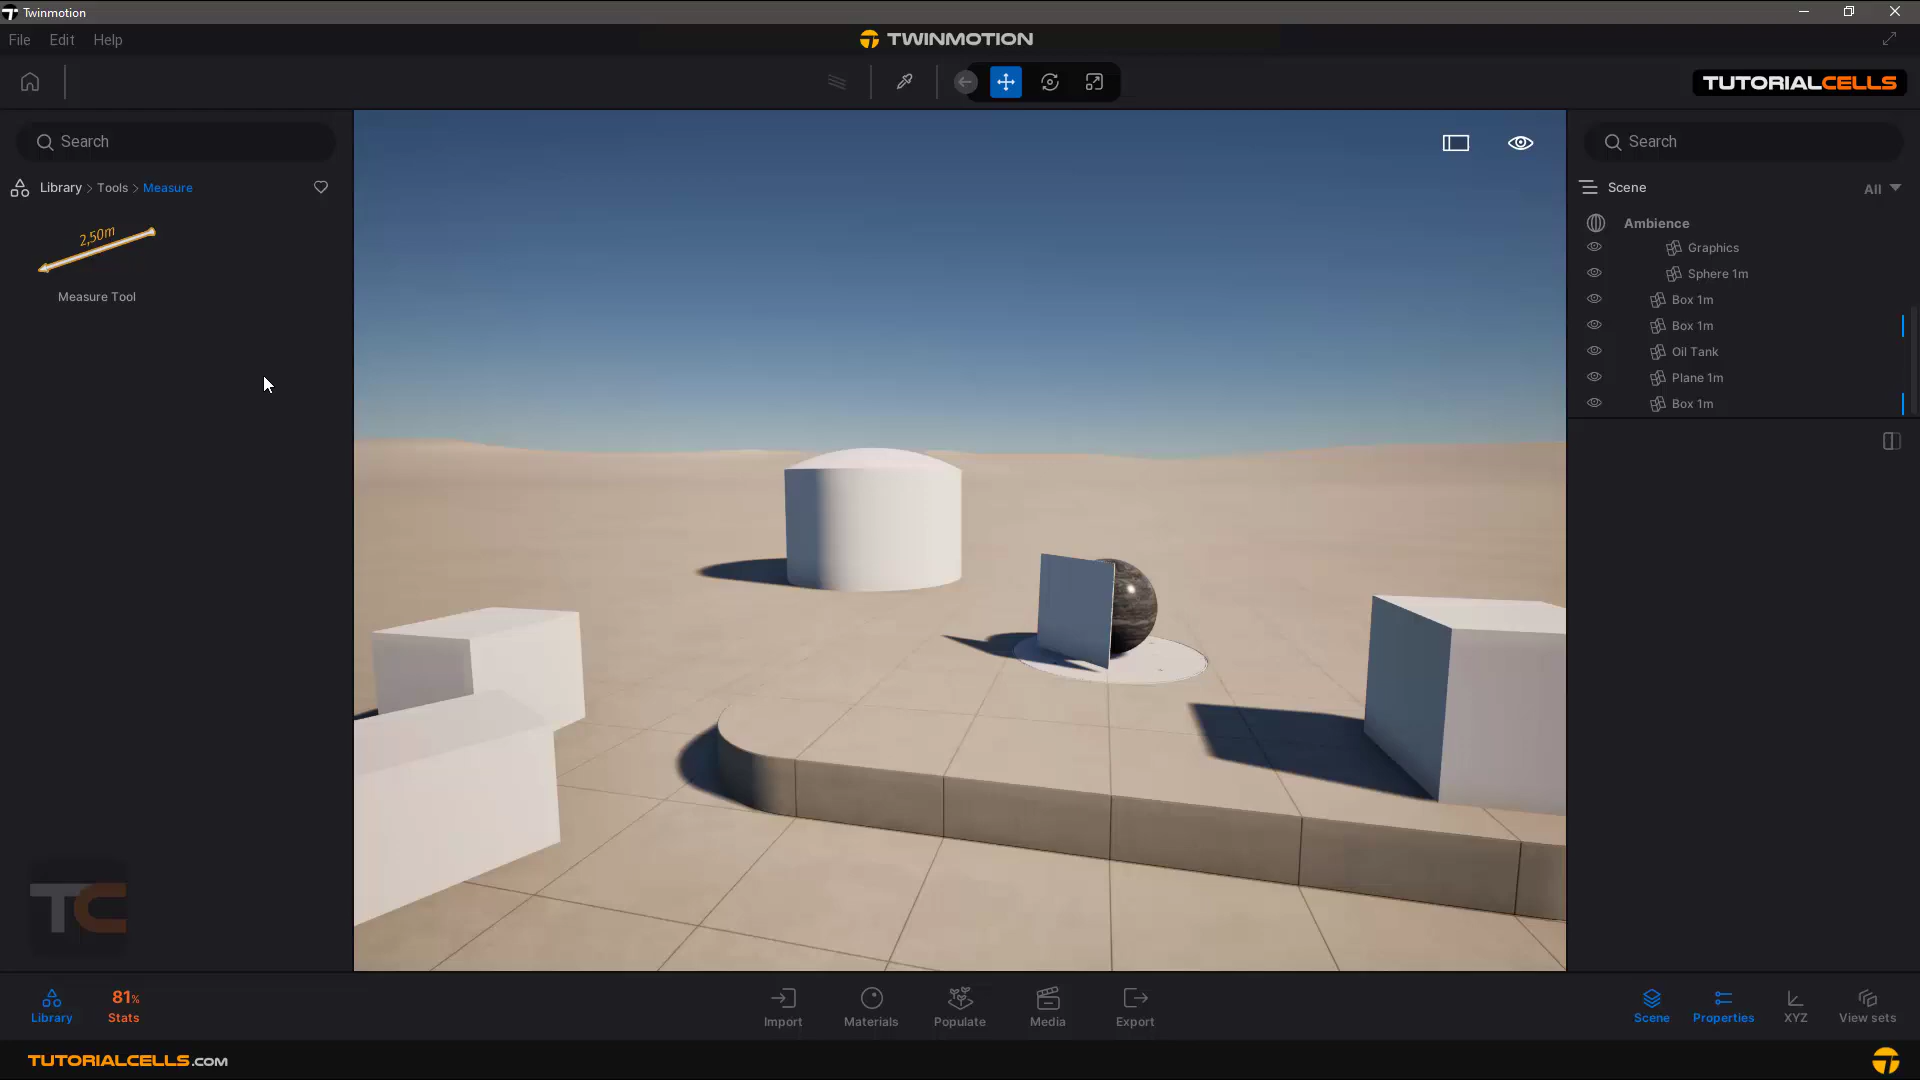 Twinmotion
File Edit Help
TWINMOTION
TUTORIALCELLS
Search
Library > Tools > Measure
2,50m
Measure Tool
Search
Scene
All
Ambience
Graphics
Sphere 1m
Box 1m
Box 1m
Oil Tank
Plane 1m
Box 1m
TC
Library
81%
Stats
Import
Materials
Populate
Media
Export
Scene
Properties
XYZ
View sets
TUTORIALCELLS.COM